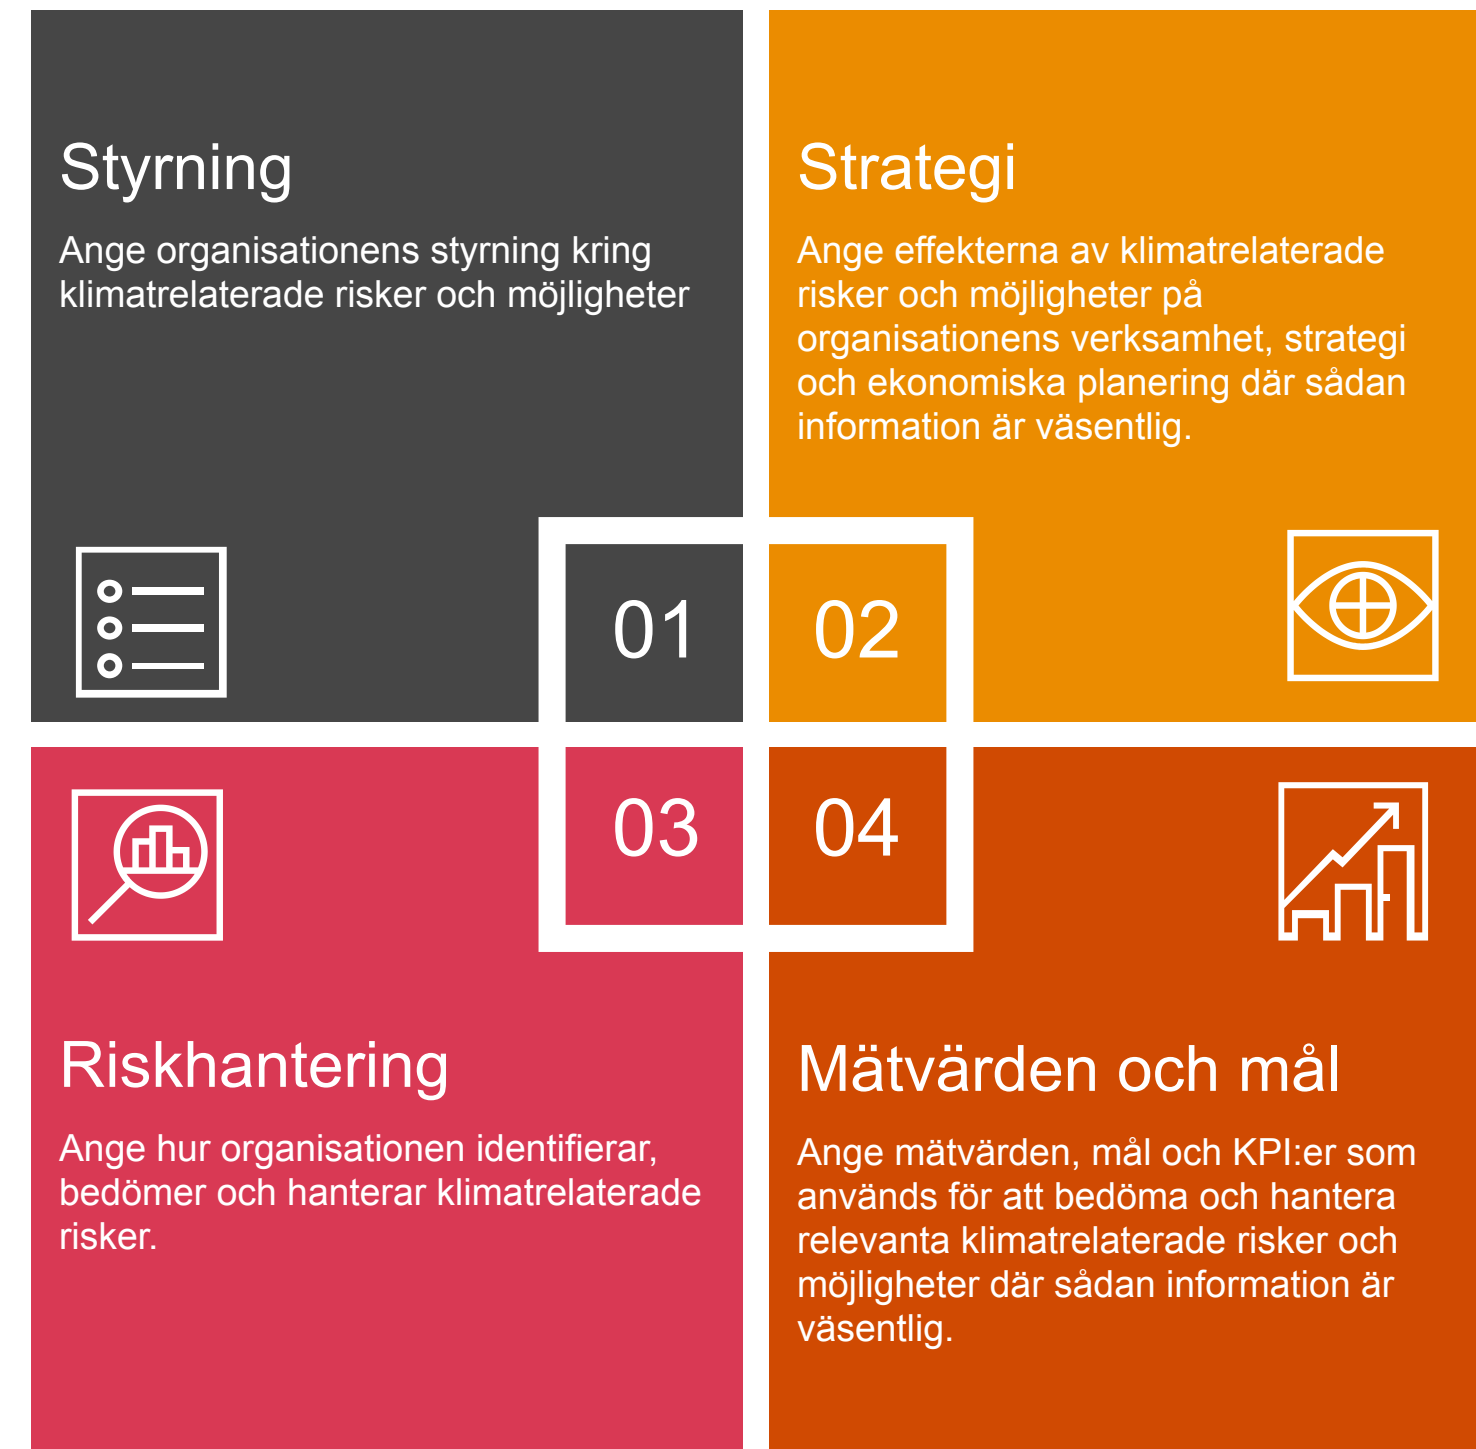 Styrning
Ange organisationens styrning kring
klimatrelaterade risker och möjligheter
01
Strategi
Ange effekterna av klimatrelaterade
risker och möjligheter på
organisationens verksamhet, strategi
och ekonomiska planering där sådan
information är väsentlig.
02
03
Riskhantering
Ange hur organisationen identifierar,
bedömer och hanterar klimatrelaterade
risker.
04
Mätvärden och mål
Ange mätvärden, mål och KPI:er som
används för att bedöma och hantera
relevanta klimatrelaterade risker och
möjligheter där sådan information är
väsentlig.